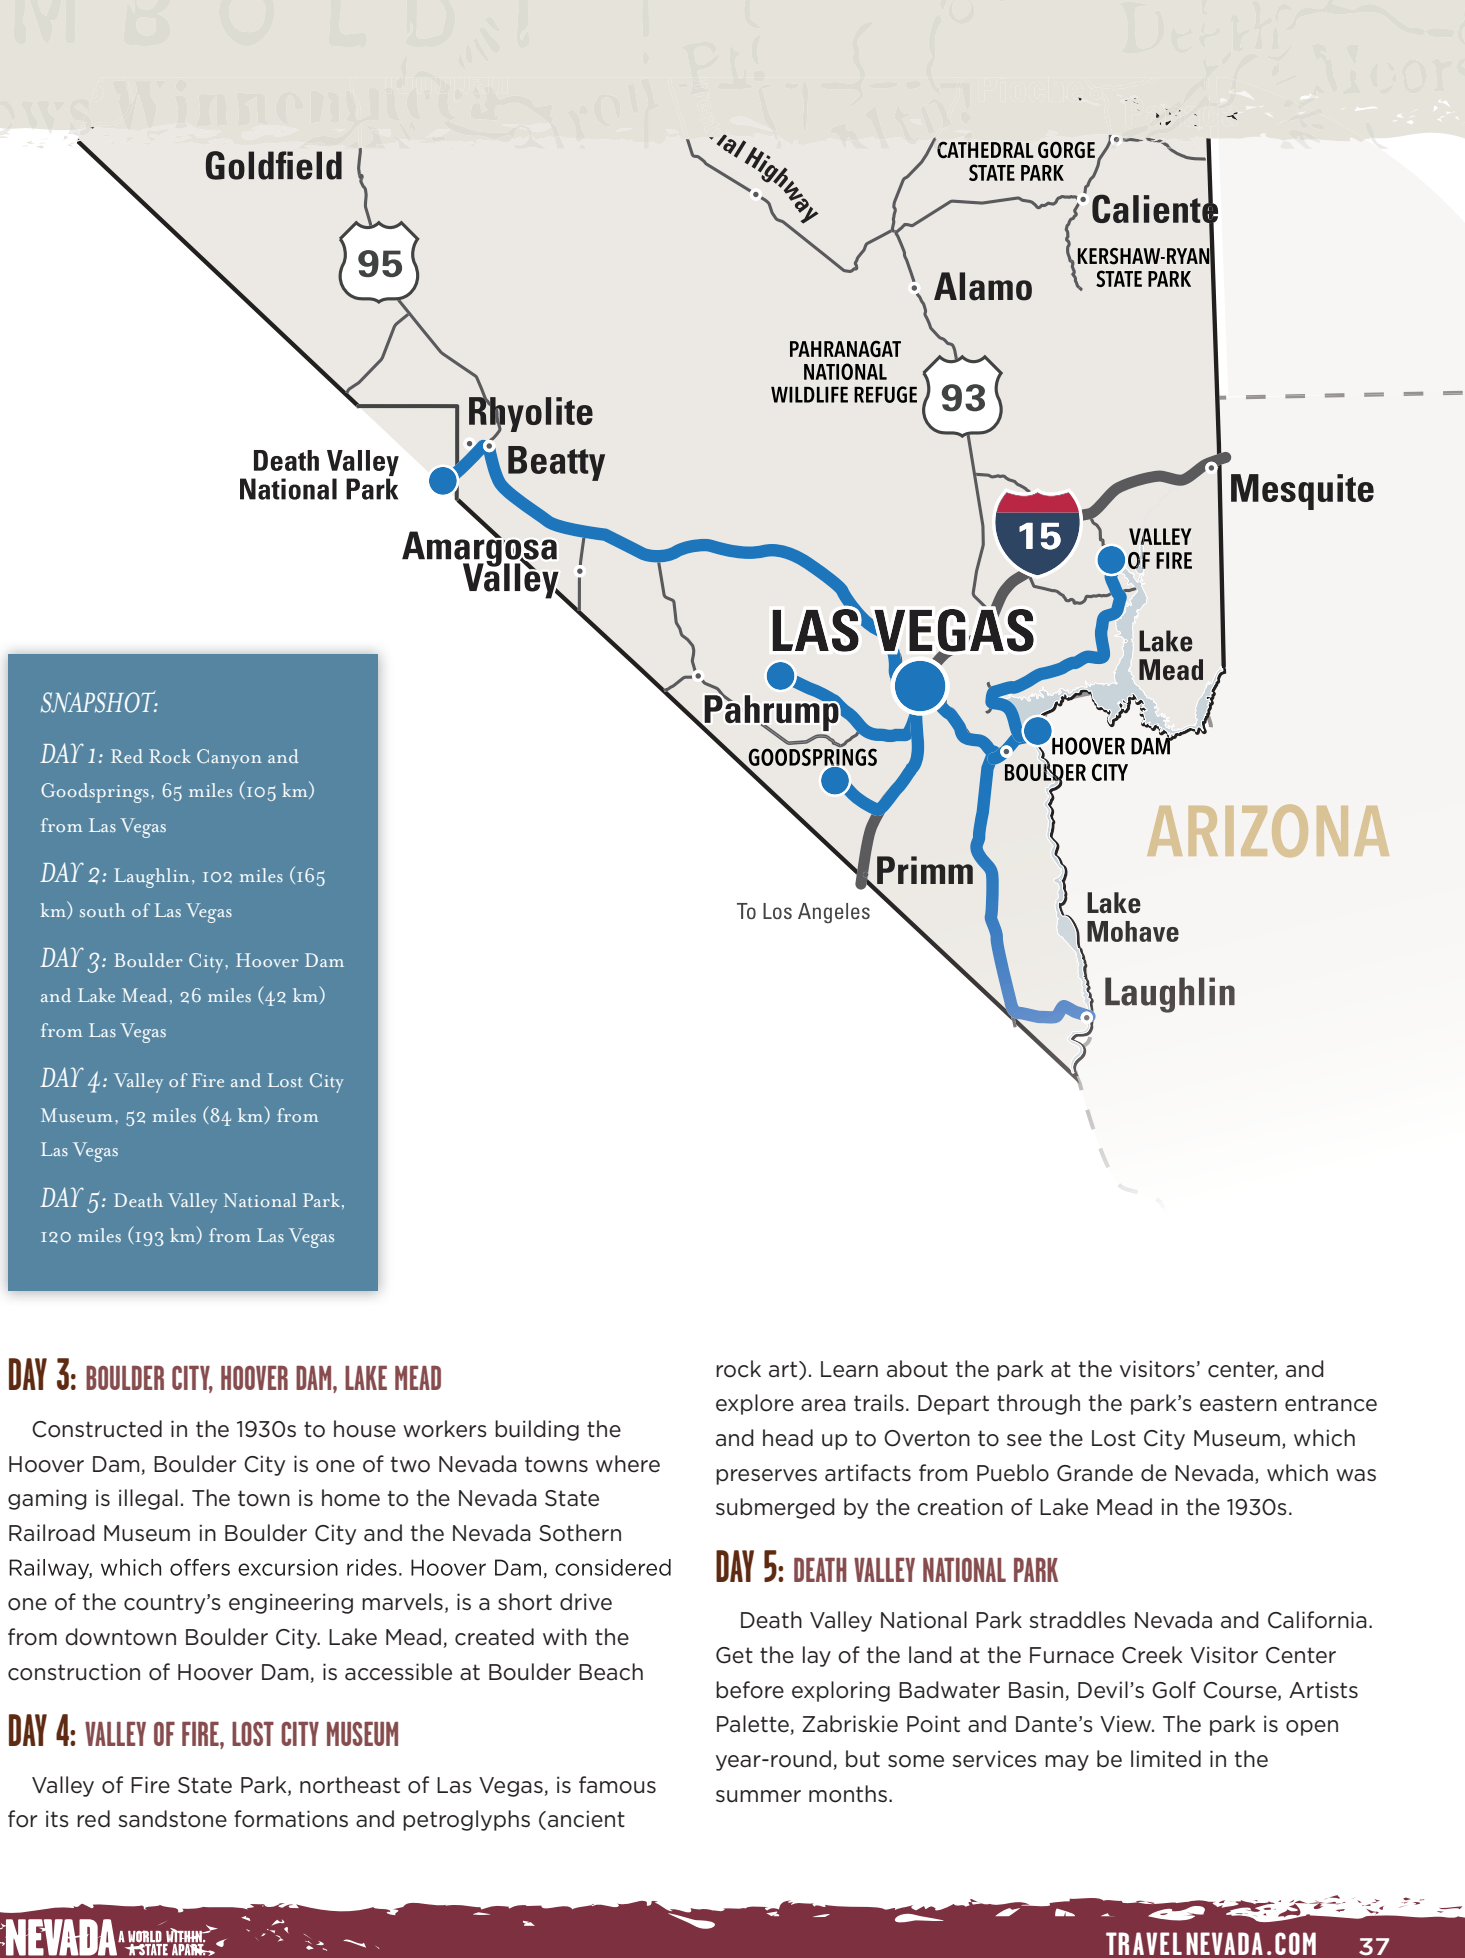 Goldfield
95
ial Highway
CATHEDRAL GORGE
STATE PARK
Caliente
KERSHAW-RYAN
STATE PARK
Alamo
PAHRANAGAT
NATIONAL
WILDLIFE REFUGE
93
Rhyolite
Beatty
Death Valley
National Park
Mesquite
15
VALLEY
OF FIRE
Amargosa
Valley
LAS VEGAS
Lake
Mead
Pahrump
GOODSPRINGS
HOOVER DAM
BOULDER CITY
ARIZONA
Primm
To Los Angeles
Lake
Mohave
Laughlin
SNAPSHOT:
DAY 1: Red Rock Canyon and
Goodsprings, 65 miles (105 km)
from Las Vegas
DAY 2: Laughlin, 102 miles (165
km) south of Las Vegas
DAY 3: Boulder City, Hoover Dam
and Lake Mead, 26 miles (42 km)
from Las Vegas
DAY 4: Valley of Fire and Lost City
Museum, 52 miles (84 km) from
Las Vegas
DAY 5: Death Valley National Park,
120 miles (193 km) from Las Vegas
DAY 3: BOULDER CITY, HOOVER DAM, LAKE MEAD
Constructed in the 1930s to house workers building the
Hoover Dam, Boulder City is one of two Nevada towns where
gaming is illegal. The town is home to the Nevada State
Railroad Museum in Boulder City and the Nevada Sothern
Railway, which offers excursion rides. Hoover Dam, considered
one of the country's engineering marvels, is a short drive
from downtown Boulder City. Lake Mead, created with the
construction of Hoover Dam, is accessible at Boulder Beach
DAY 4: VALLEY OF FIRE, LOST CITY MUSEUM
Valley of Fire State Park, northeast of Las Vegas, is famous
for its red sandstone formations and petroglyphs (ancient
rock art). Learn about the park at the visitors' center, and
explore area trails. Depart through the park's eastern entrance
and head up to Overton to see the Lost City Museum, which
preserves artifacts from Pueblo Grande de Nevada, which was
submerged by the creation of Lake Mead in the 1930s.
DAY 5: DEATH VALLEY NATIONAL PARK
Death Valley National Park straddles Nevada and California.
Get the lay of the land at the Furnace Creek Visitor Center
before exploring Badwater Basin, Devil's Golf Course, Artists
Palette, Zabriskie Point and Dante's View. The park is open
year-round, but some services may be limited in the
summer months.
NEVADA A WORLD WITHIN.
A STATE APART.
TRAVELNEVADA.COM 37